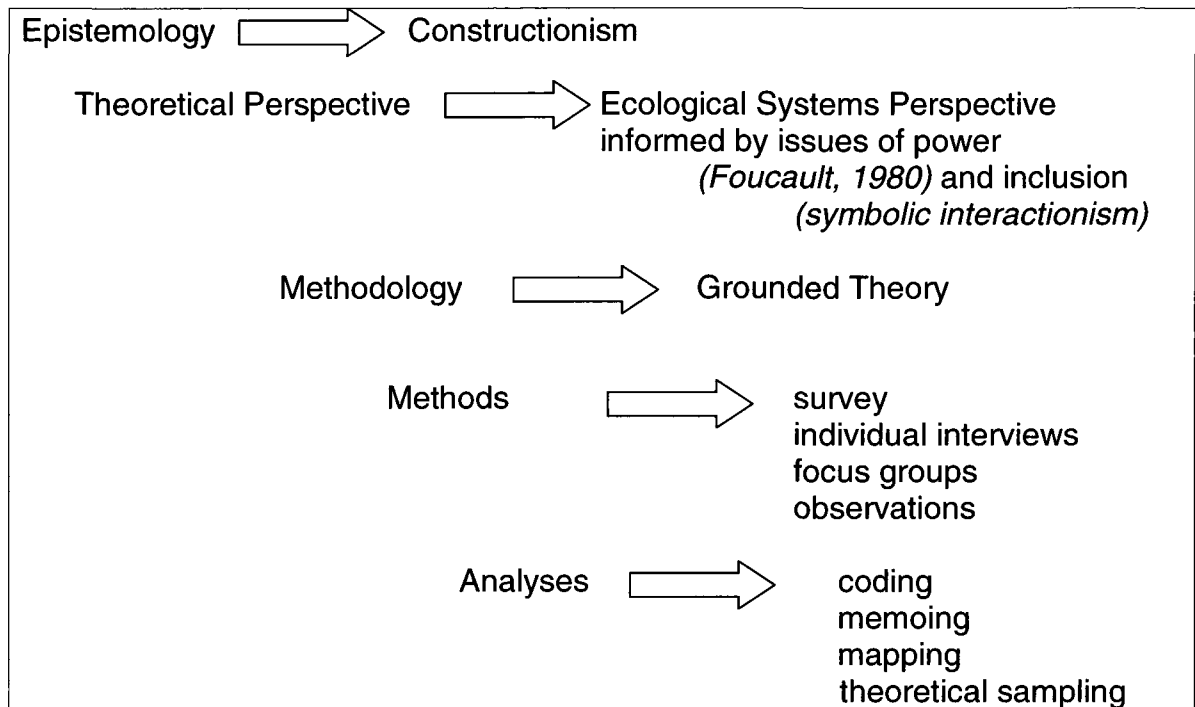 Epistemology Constructionism
Theoretical Perspective Ecological Systems Perspective
informed by issues of power
(Foucault, 1980) and inclusion
(symbolic interactionism)
Methodology Grounded Theory
Methods survey
individual interviews
focus groups
observations
Analyses coding
memoing
mapping
theoretical sampling